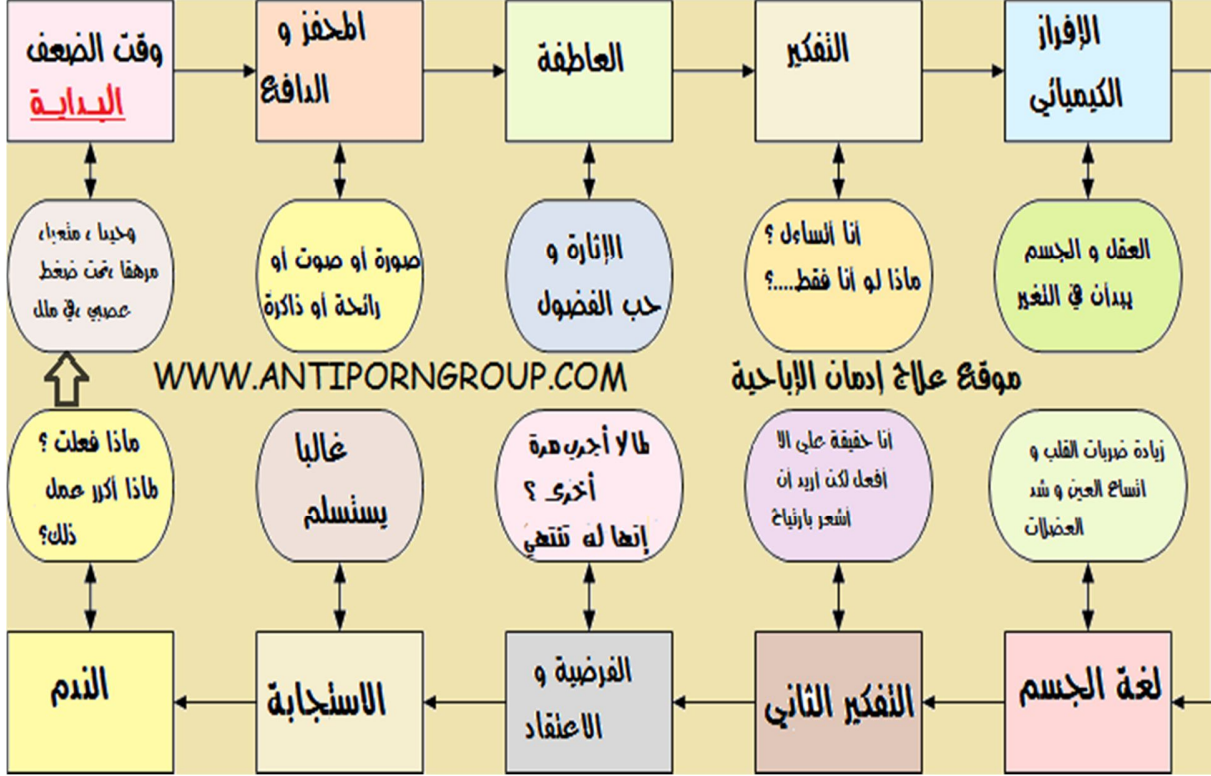 وقت الضعف
البداية
المحفز و
الدافع
العاطفة
التفكير
الإفراز
الكيميائي
وحيدا ، متعبا ،
مرهقا ،تحت ضغط
عصبي ،في ملل
صورة أو صوت أو
رائحة أو ذاكرة
الإثارة و
حب الفضول
أنا أتساءل ؟
ماذا لو أنا فقط....؟
العقل و الجسم
يبدأن في التغير
WWW.ANTIPORNGROUP.COM
موقع علاج إدمان الإباحية
ماذا فعلت ؟
لماذا أكرر عمل
ذلك؟
غالبا
يستسلم
لما لا أجرب مرة
أخرى ؟
إنها لن تنتهي
أنا حقيقة علي الا
أفعل لكن أريد أن
أشعر بارتياح
زيادة ضربات القلب و
اتساع العين و شد
العضلات
الندم
الاستجابة
الفرضية و
الاعتقاد
التفكير الثاني
لغة الجسم